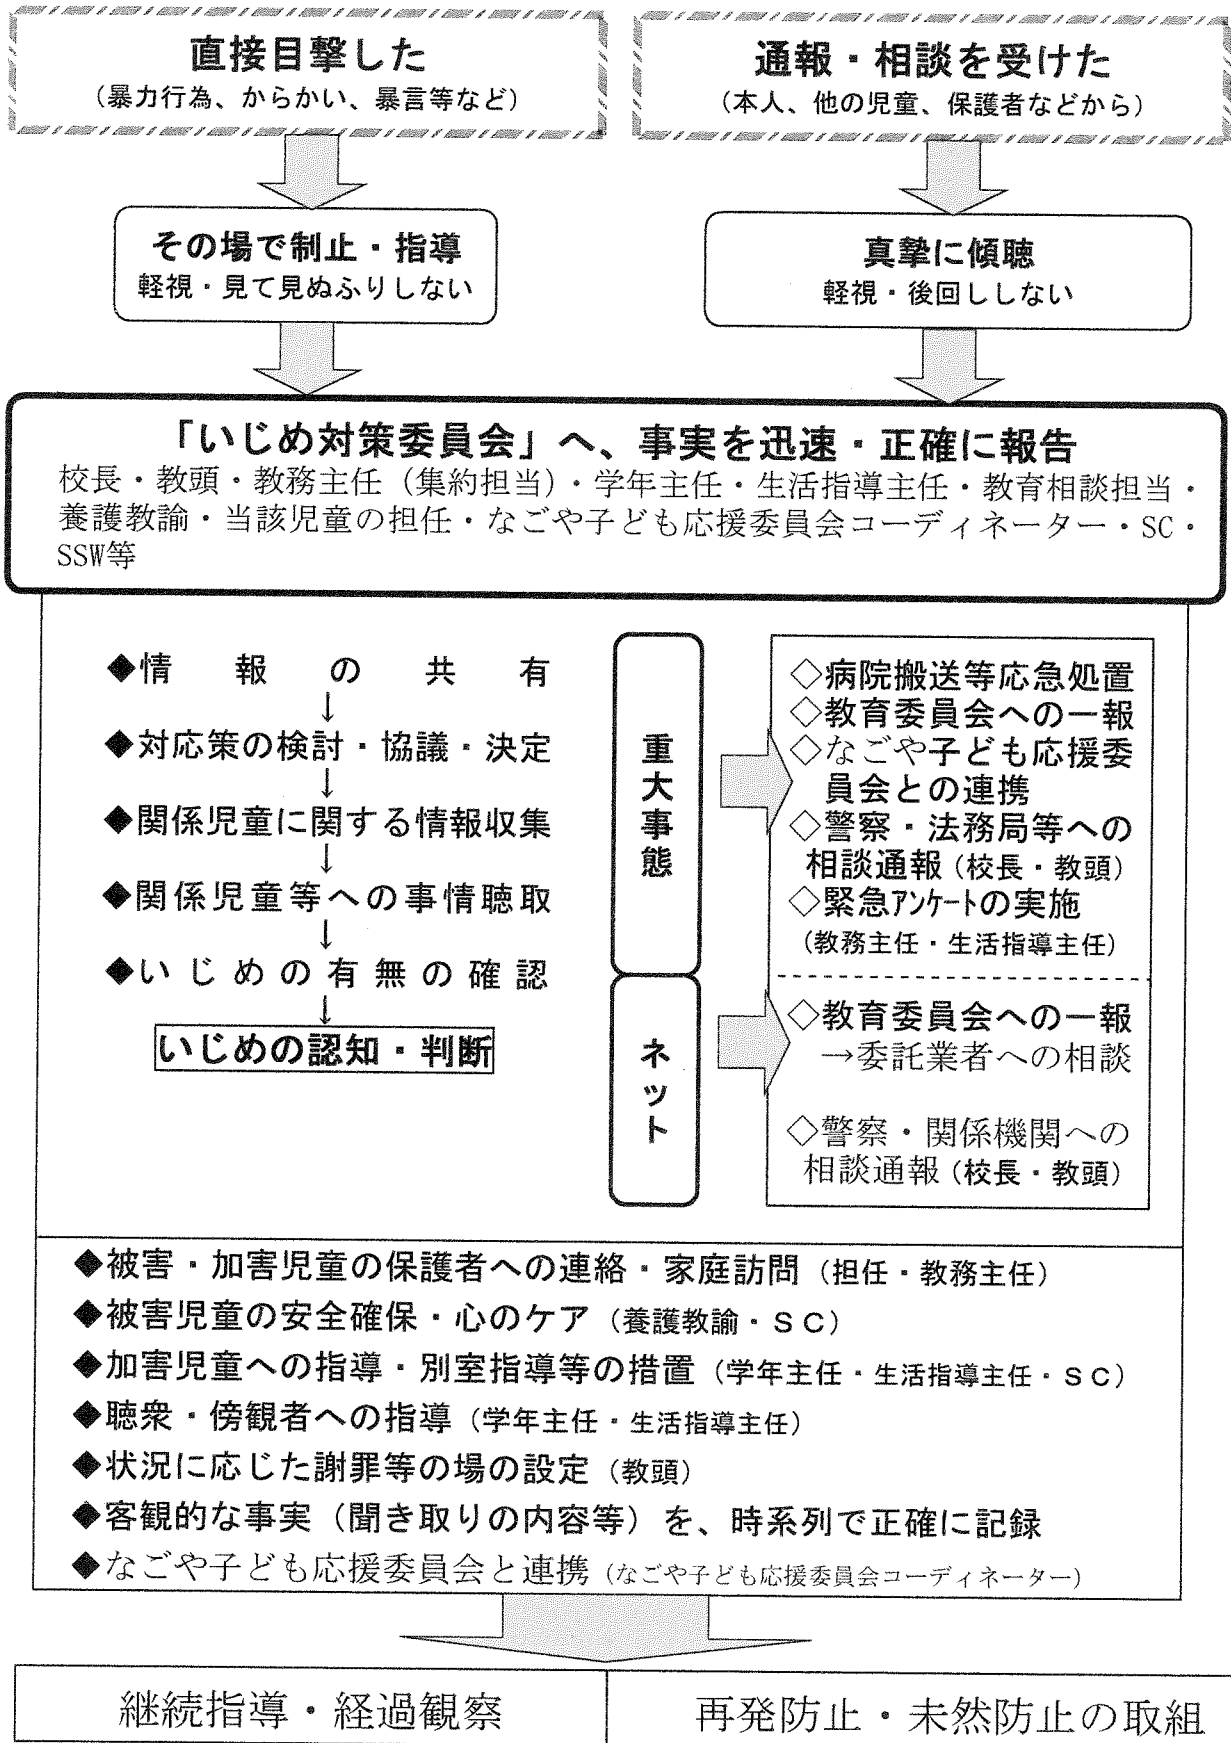 直接目撃した
(暴力行為、からかい、暴言等など)
通報・相談を受けた
(本人、他の児童、保護者などから)
その場で制止・指導
軽視・見て見ぬふりしない
真摯に傾聴
軽視・後回ししない
「いじめ対策委員会」へ、事実を迅速・正確に報告
校長・教頭・教務主任（集約担当）・学年主任・生活指導主任・教育相談担当・
養護教諭・当該児童の担任・なごや子ども応援委員会コーディネーター・SC・
SSW等
◆情報の共有
↓
◆対応策の検討・協議・決定
↓
◆関係児童に関する情報収集
↓
◆関係児童等への事情聴取
↓
◆いじめの有無の確認
↓
いじめの認知・判断
重大事態
◇病院搬送等応急処置
◇教育委員会への一報
◇なごや子ども応援委
員会との連携
◇警察・法務局等への
相談通報(校長・教頭)
◇緊急アンケートの実施
(教務主任・生活指導主任)
ネット
◇教育委員会への一報
→委託業者への相談
◇警察・関係機関への
相談通報(校長・教頭)
◆被害・加害児童の保護者への連絡・家庭訪問（担任・教務主任）
◆被害児童の安全確保・心のケア（養護教諭・ＳＣ）
◆加害児童への指導・別室指導等の措置（学年主任・生活指導主任・ＳＣ）
◆聴衆・傍観者への指導（学年主任・生活指導主任）
◆状況に応じた謝罪等の場の設定（教頭）
◆客観的な事実（聞き取りの内容等）を、時系列で正確に記録
◆なごや子ども応援委員会と連携（なごや子ども応援委員会コーディネーター）
継続指導・経過観察
再発防止・未然防止の取組